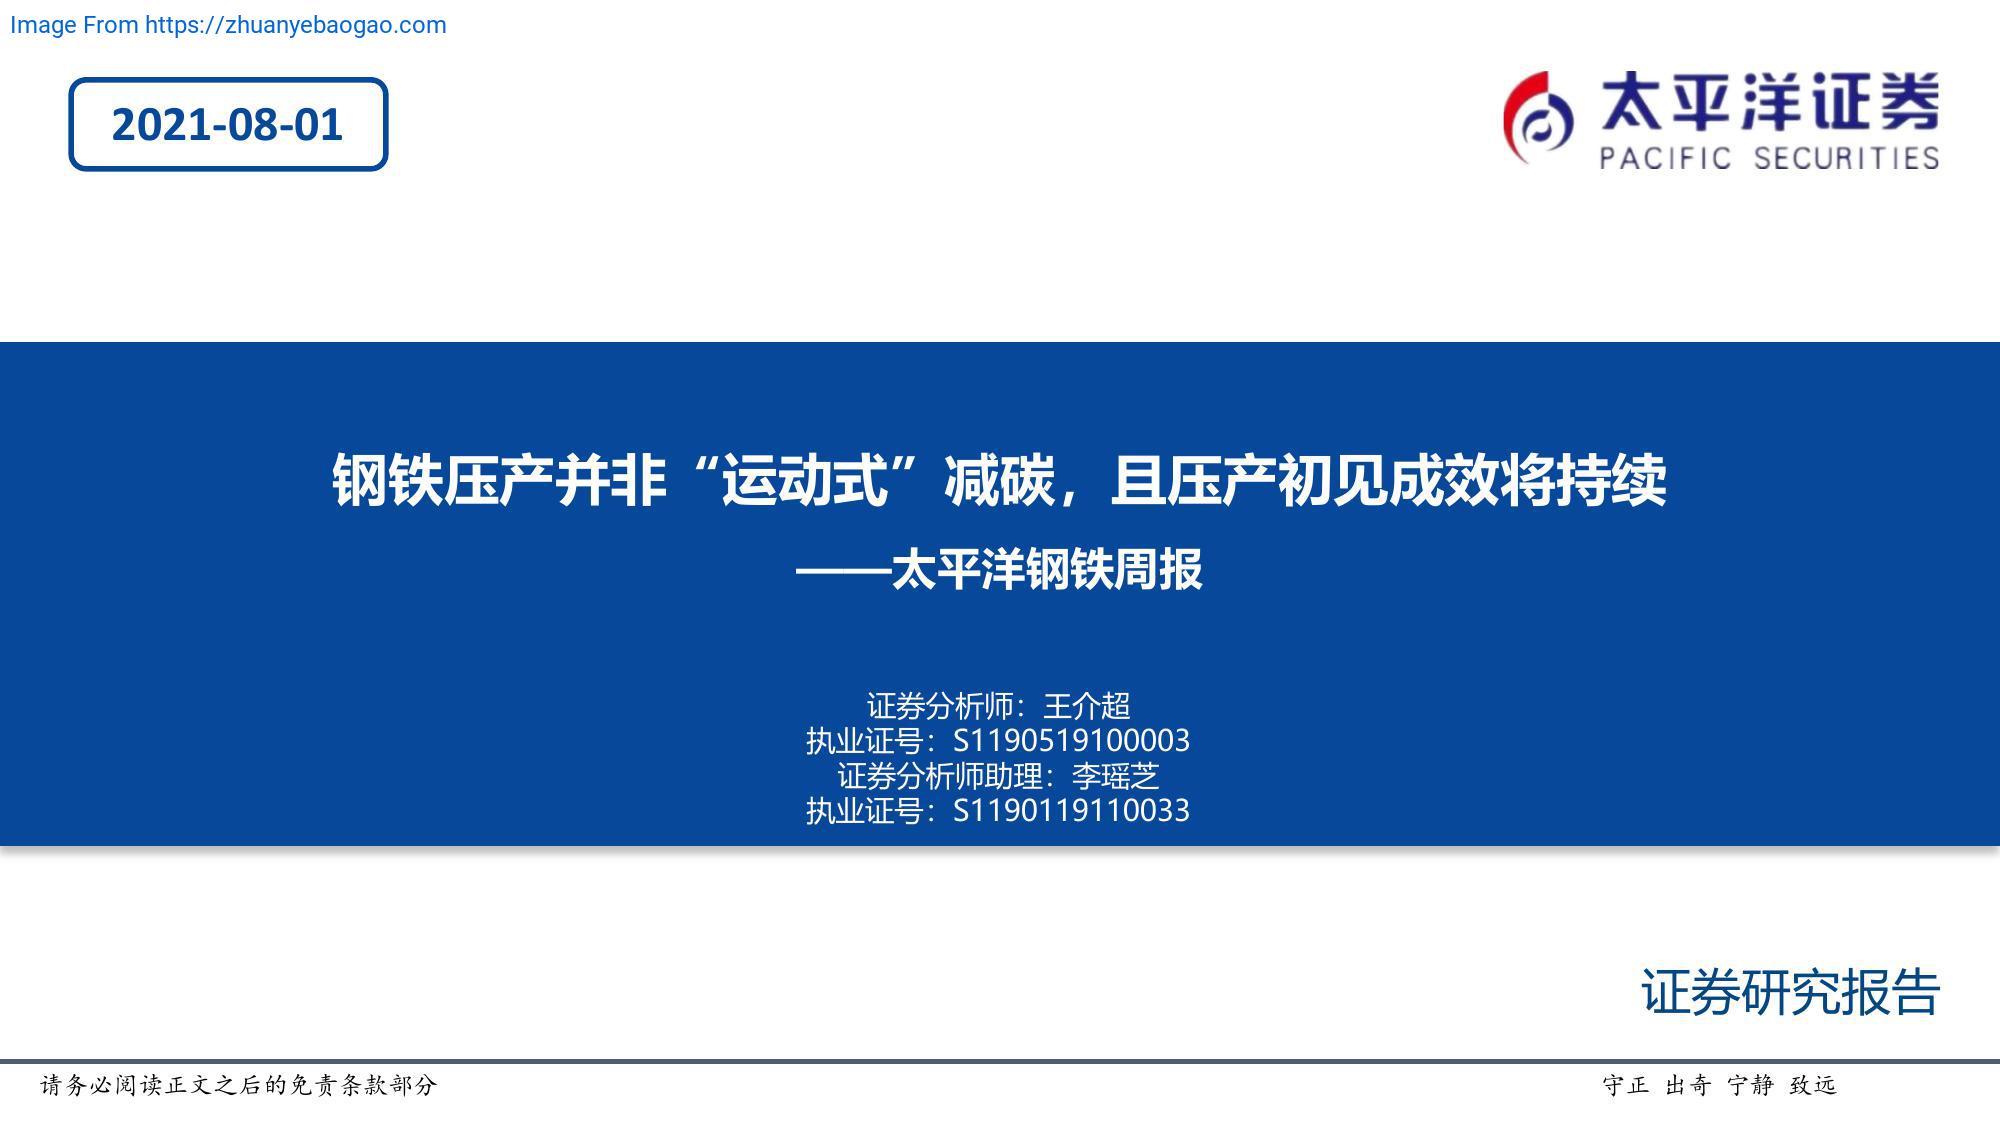 Image From https://zhuanyebaogao.com
2021-08-01
太平洋证券
PACIFIC SECURITIES
钢铁压产并非“运动式”减碳，且压产初见成效将持续
——太平洋钢铁周报
证券分析师：王介超
执业证号：S1190519100003
证券分析师助理：李瑶芝
执业证号：S1190119110033
证券研究报告
请务必阅读正文之后的免责条款部分
守正 出奇 宁静 致远